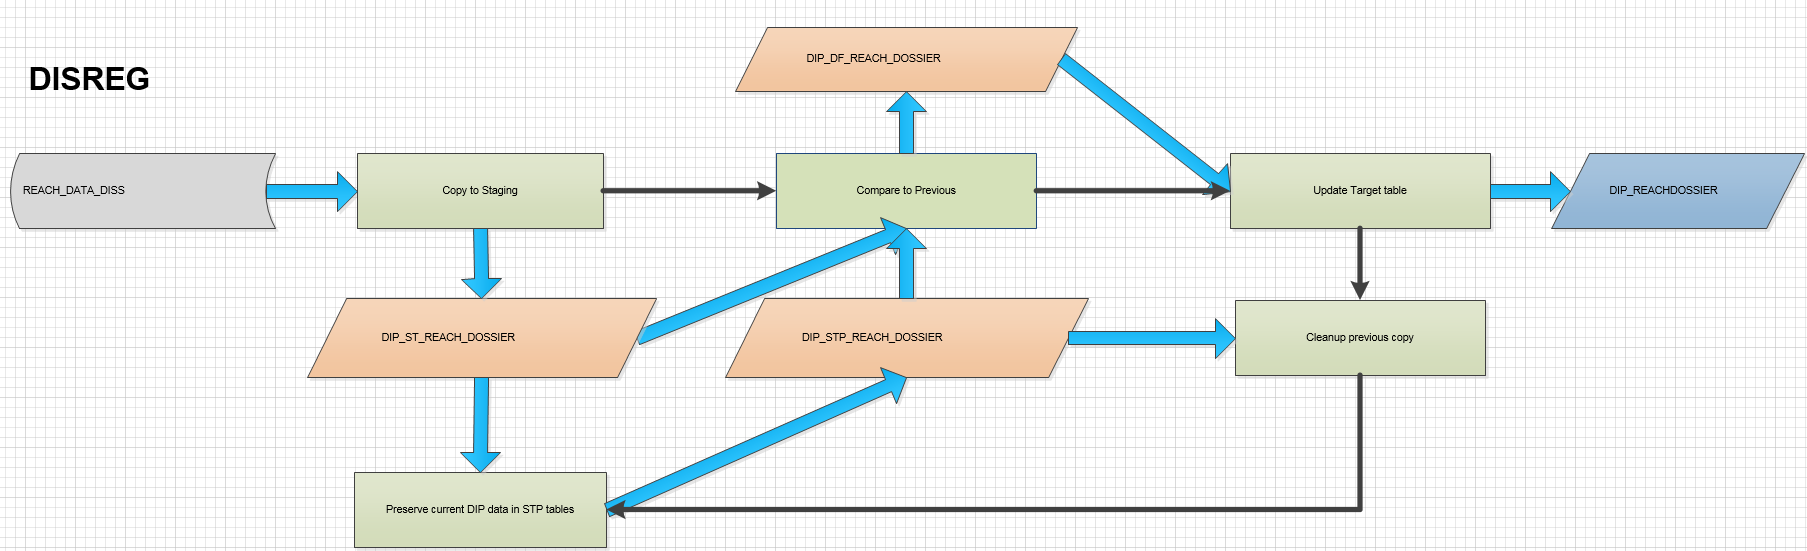 DIP_DF_REACH_DOSSIER
DISREG
REACH_DATA_DISS
Copy to Staging
Compare to Previous
Update Target table
DIP_REACHDOSSIER
DIP_ST_REACH_DOSSIER
DIP_STP_REACH_DOSSIER
Cleanup previous copy
Preserve current DIP data in STP tables